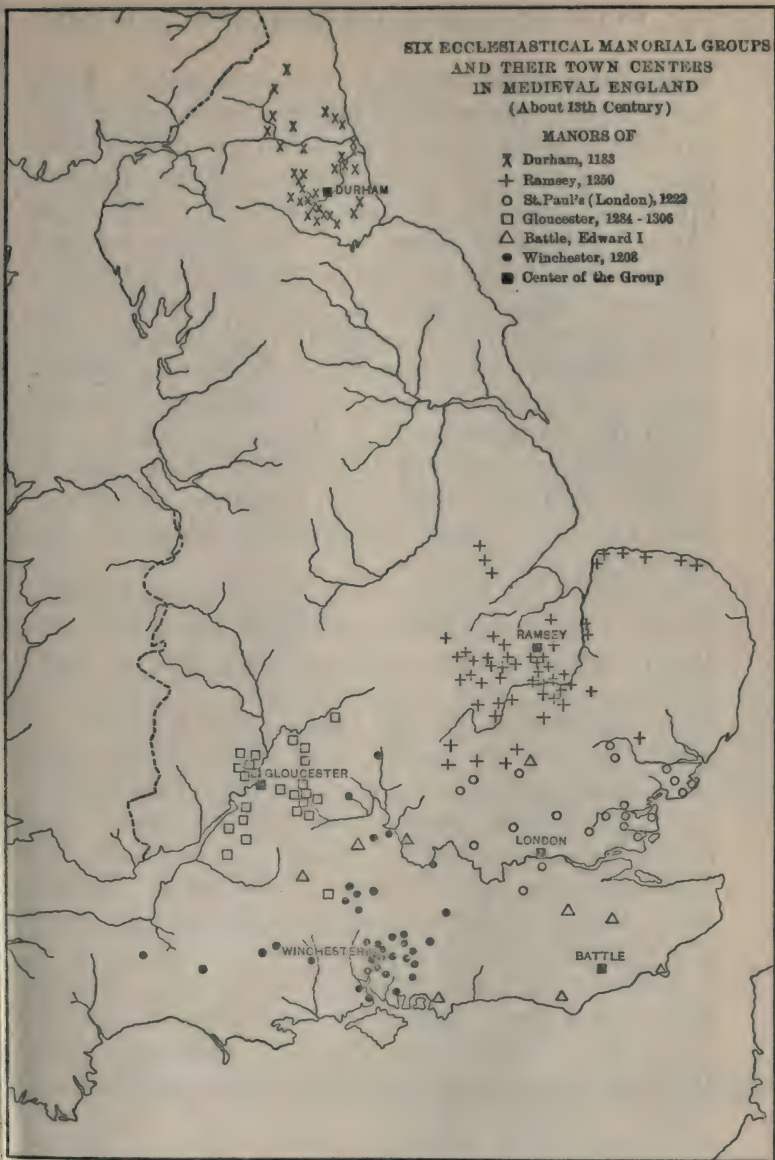 SIX ECCLESIASTICAL MANORIAL GROUPS
AND THEIR TOWN CENTERS
IN MEDIEVAL ENGLAND
(About 13th Century)
MANORS OF
Durham, 1183
Ramsey, 1250
St. Paul's (London), 1222
Gloucester, 1284 - 1306
Battle, Edward I
Winchester, 1208
Center of the Group
DURHAM
RAMSEY
GLOUCESTER
LONDON
WINCHESTER
BATTLE